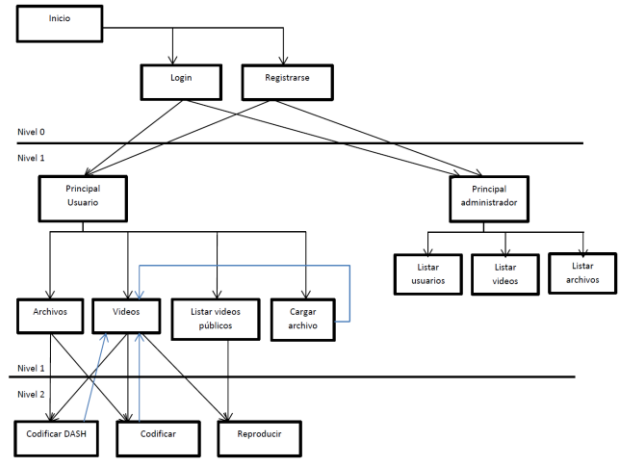 Inicio
Login
Registrarse
Nivel 0
Nivel 1
Principal
Usuario
Principal
administrador
Listar
usuarios
Listar
videos
Listar
archivos
Archivos
Videos
Listar videos
públicos
Cargar
archivo
Nivel 1
Nivel 2
Codificar DASH
Codificar
Reproducir